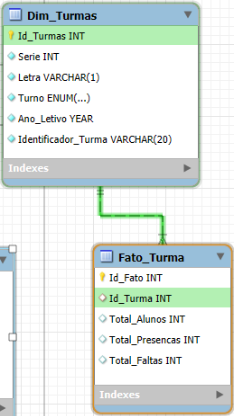 Dim_Turmas
Id_Turmas INT
Serie INT
Letra VARCHAR(1)
Turno ENUM(...)
Ano_Letivo YEAR
Identificador_Turma VARCHAR(20)
Indexes
Fato_Turma
Id_Fato INT
Id_Turma INT
Total_Alunos INT
Total_Presencas INT
Total_Faltas INT
Indexes